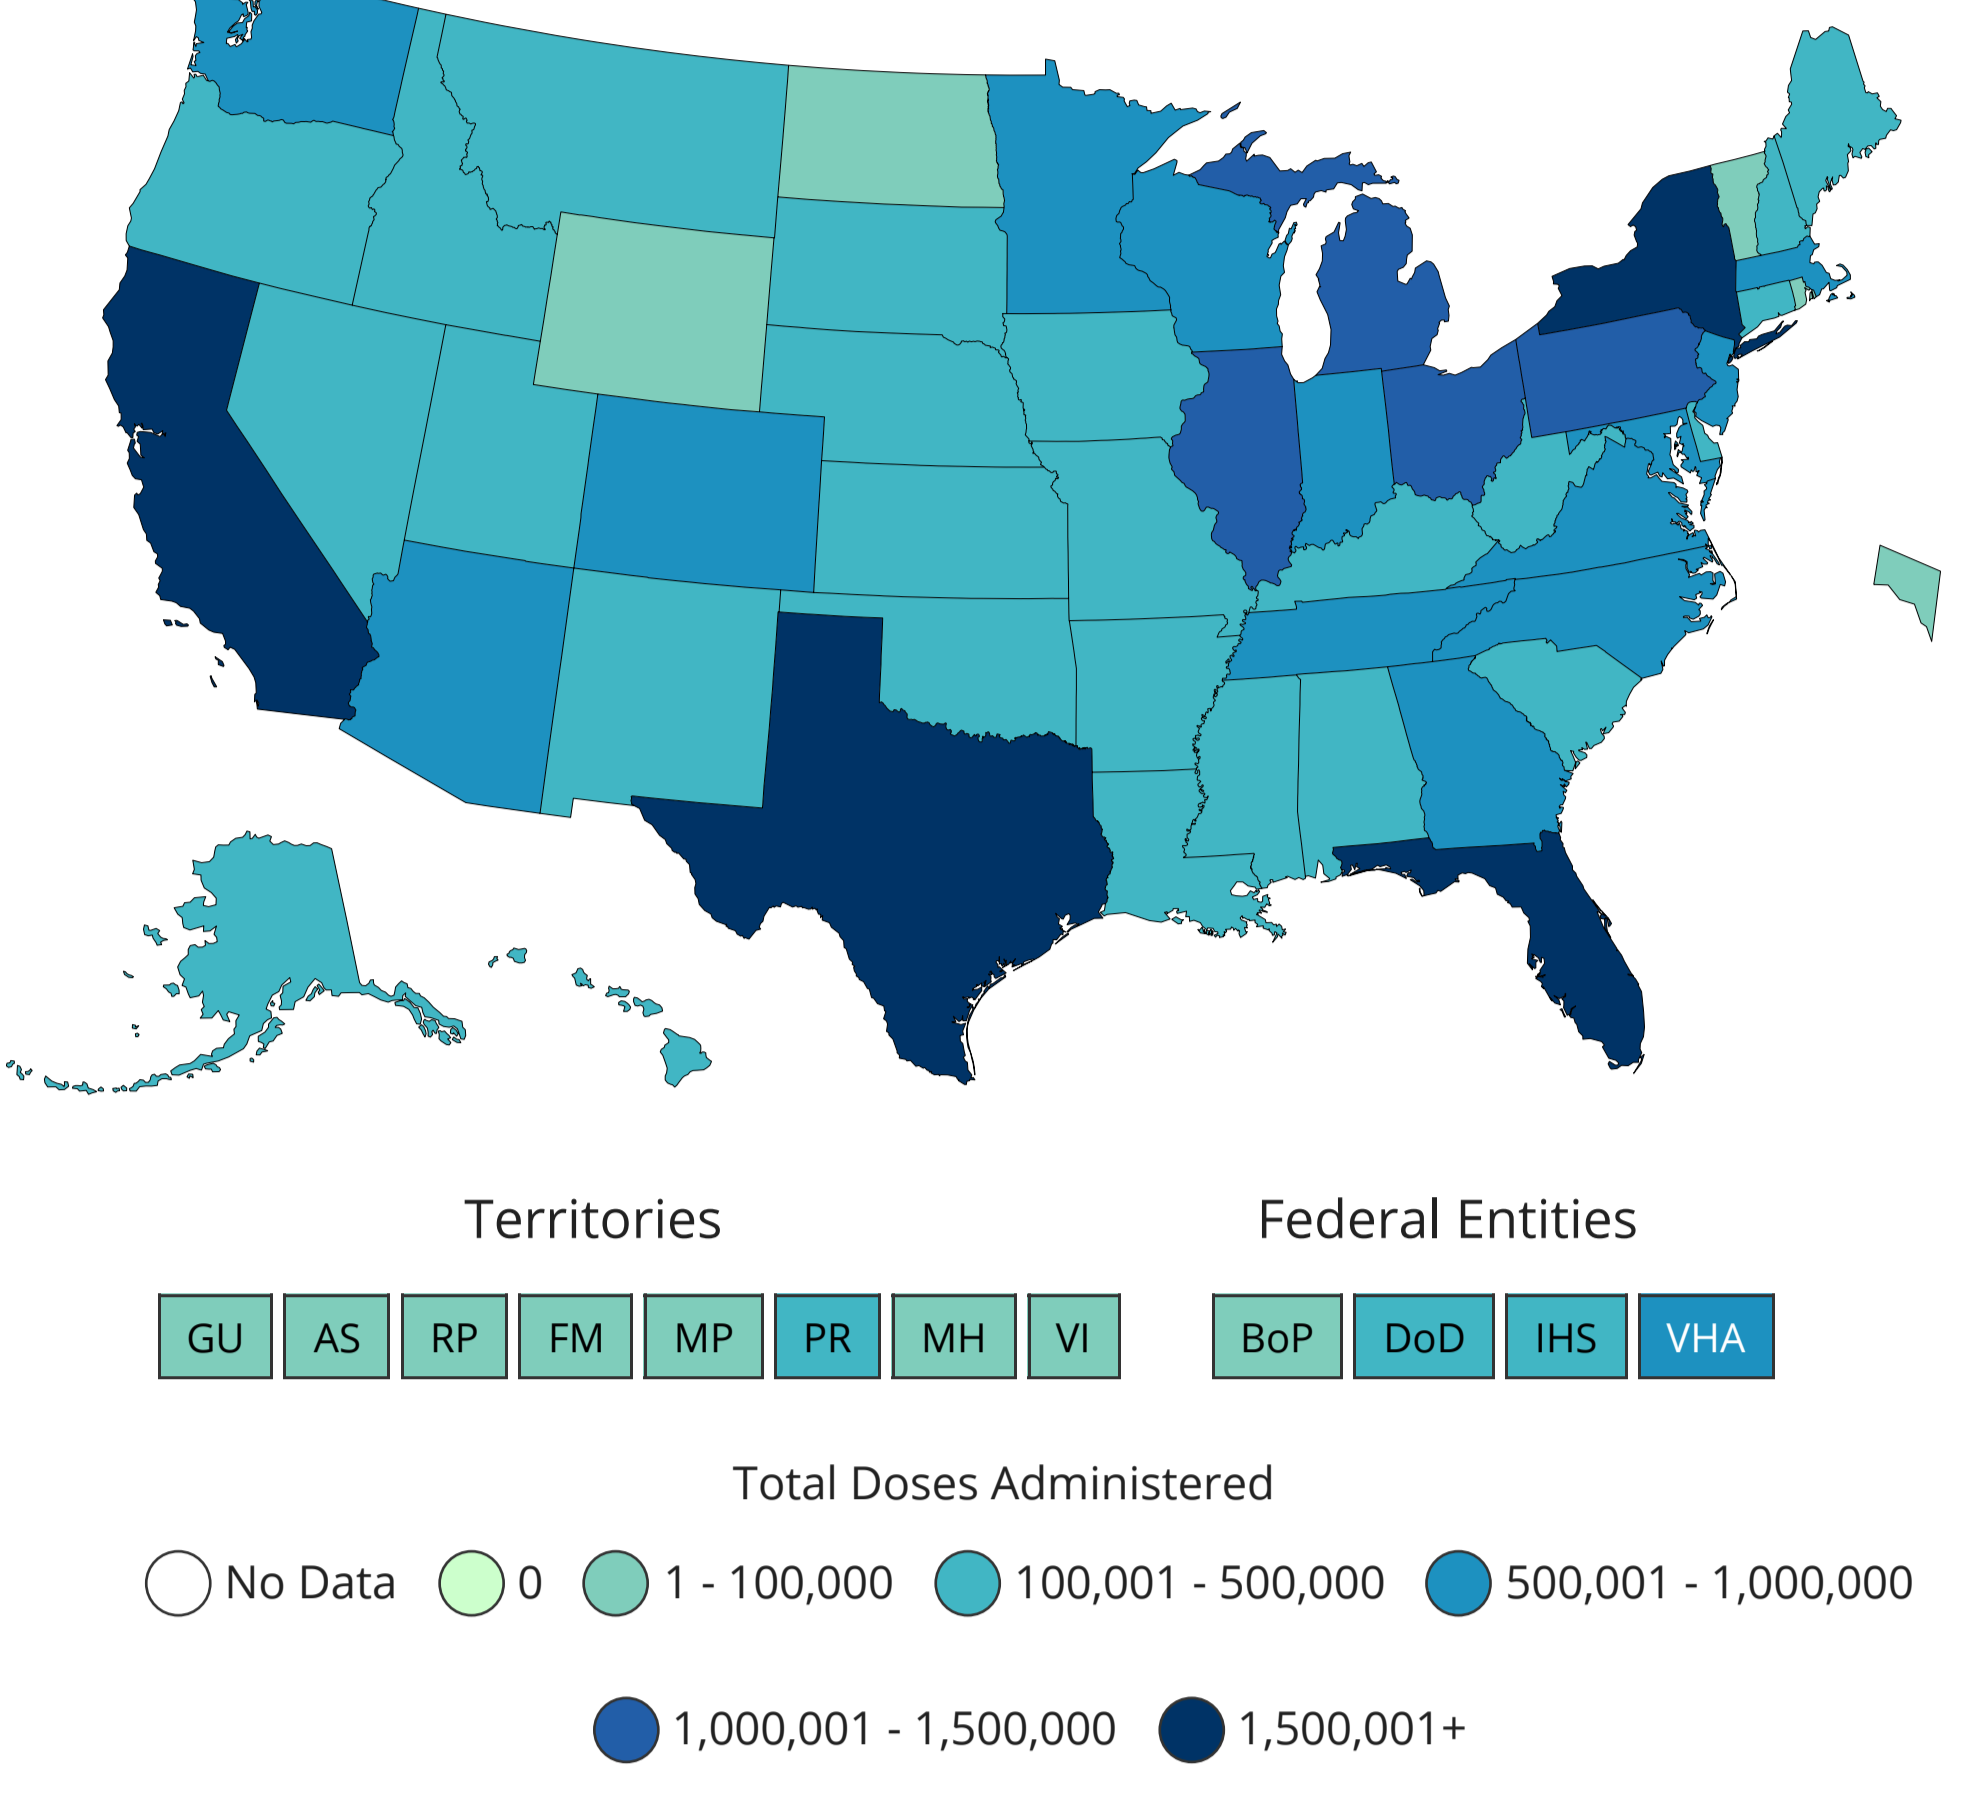 Territories
Federal Entities
GU AS RP FM MP PR MH VI
BoP DoD IHS VHA
Total Doses Administered
No Data 0 1 - 100,000 100,001 - 500,000 500,001 - 1,000,000
1,000,001 - 1,500,000 1,500,001+